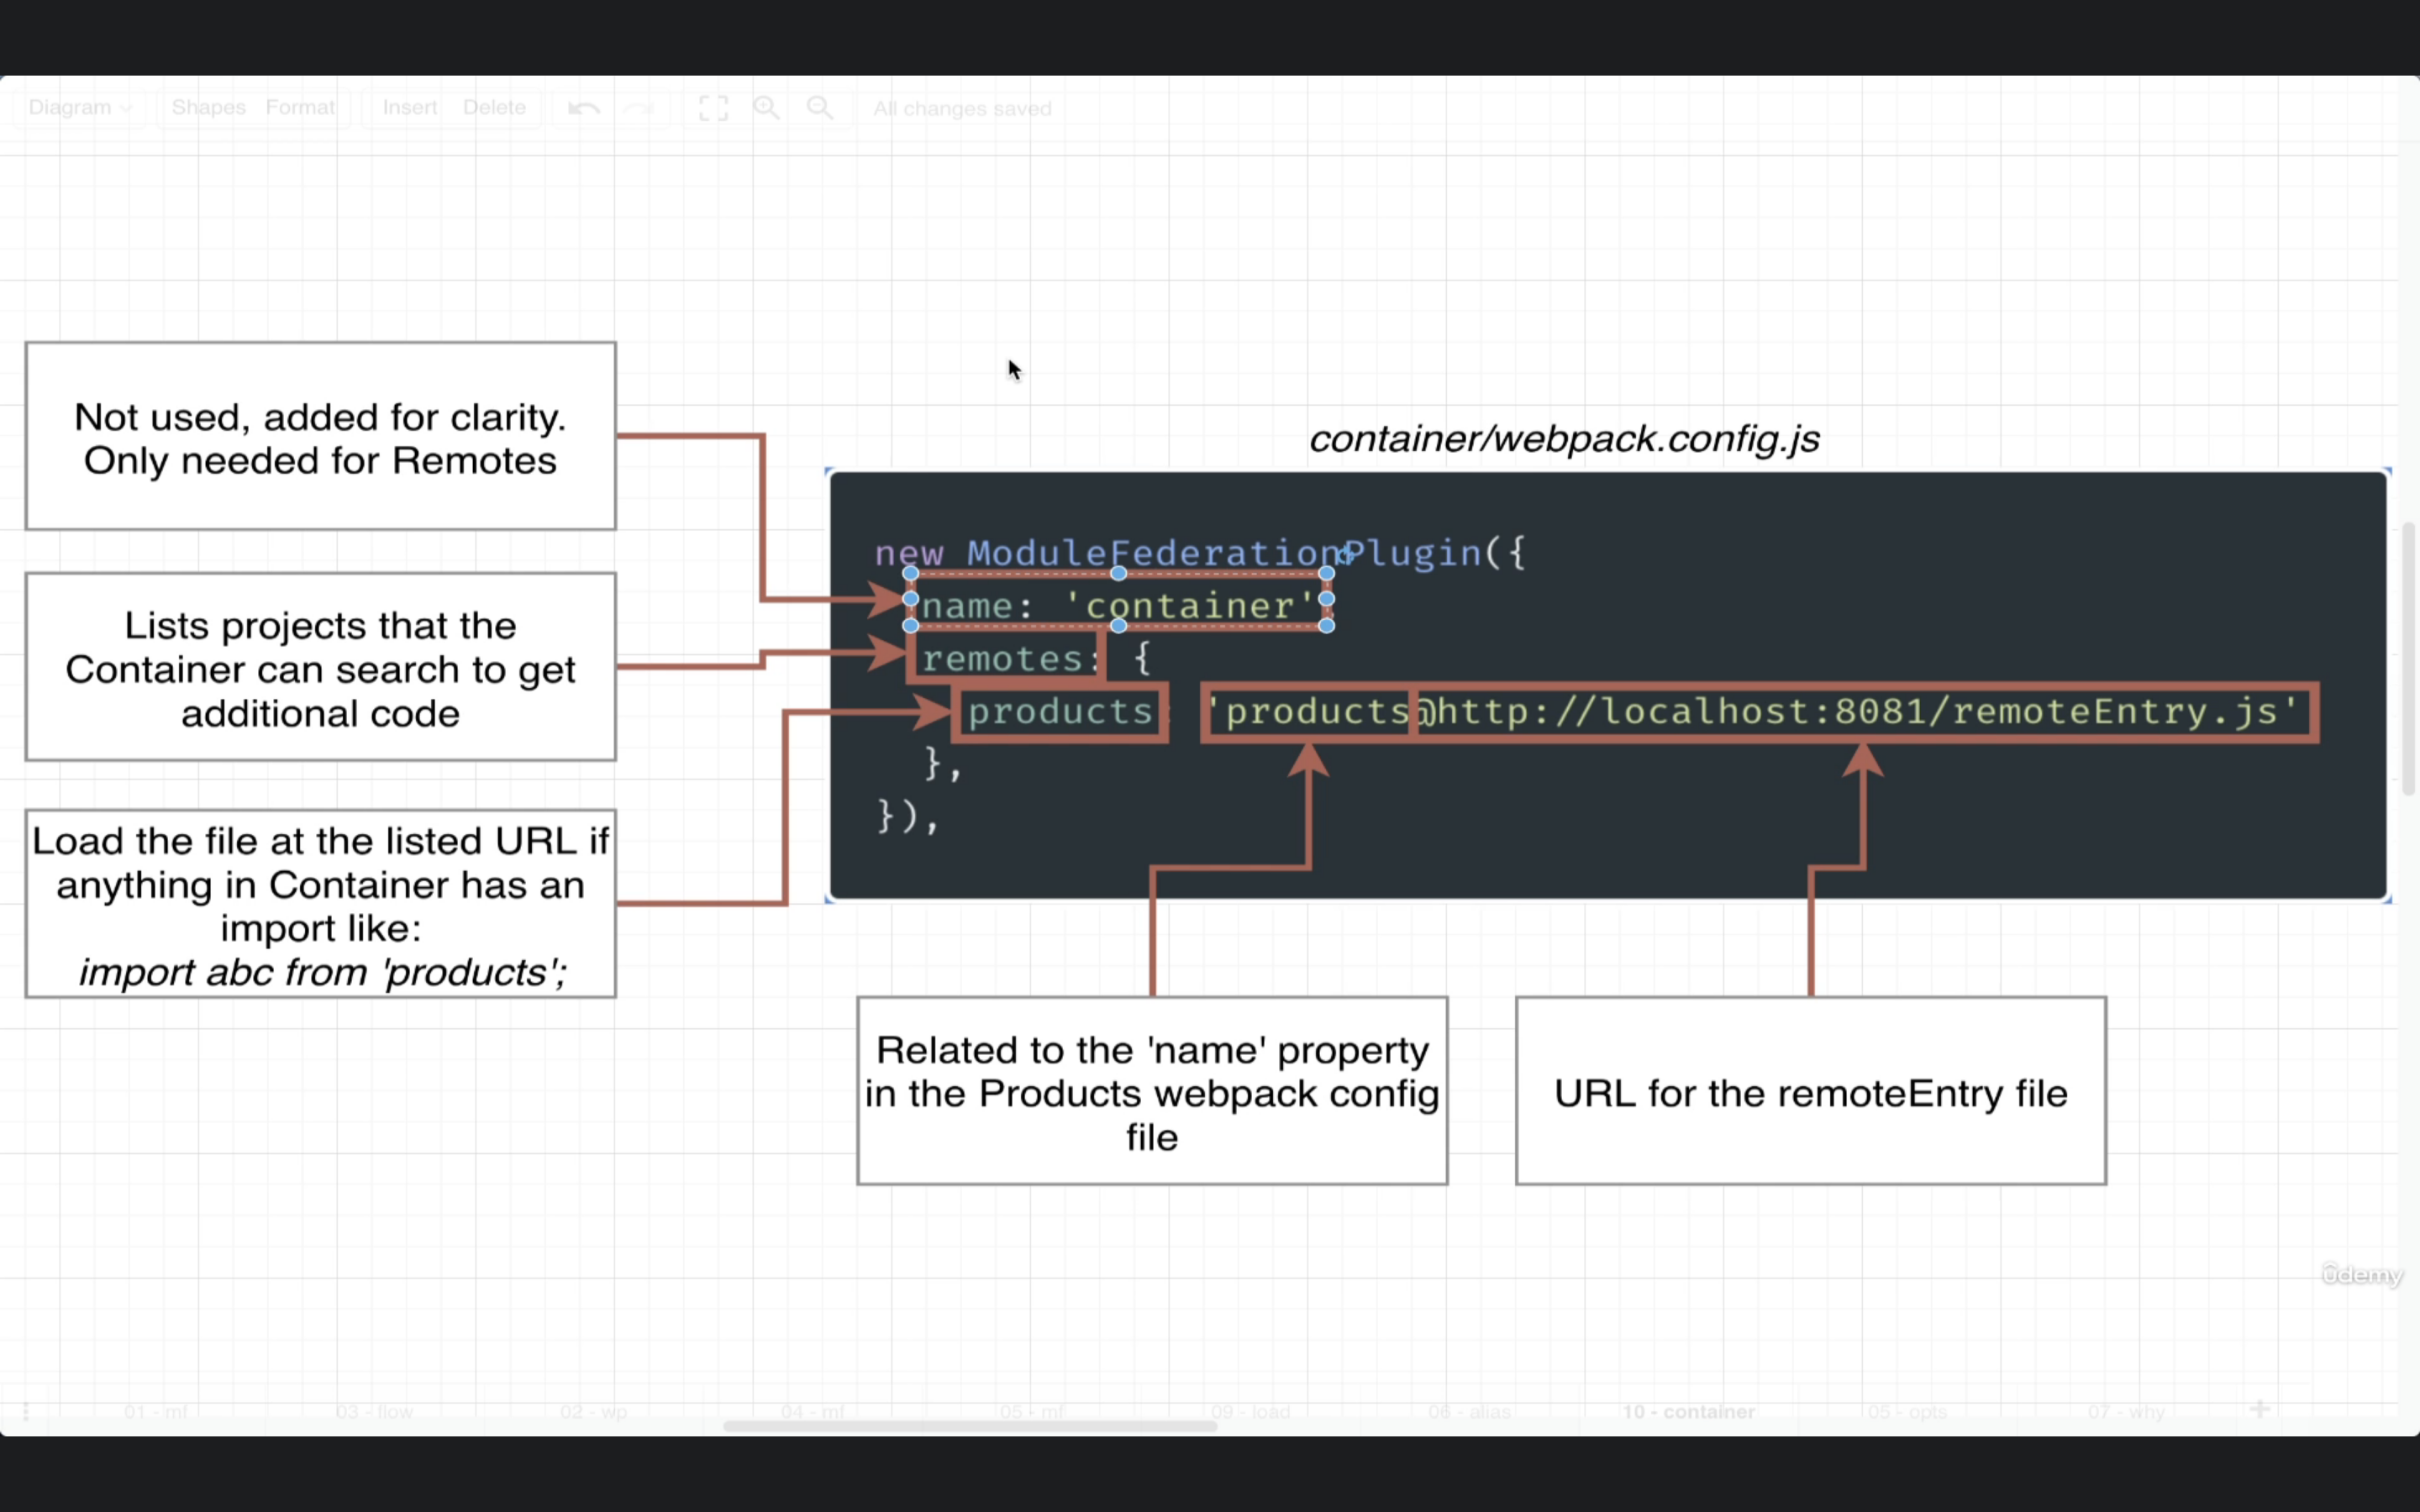 Diagram Shapes Format Insert Delete All changes saved
Not used, added for clarity.
Only needed for Remotes
Lists projects that the
Container can search to get
additional code
Load the file at the listed URL if
anything in Container has an
import like:
import abc from 'products';
container/webpack.config.js
new ModuleFederationPlugin({
name: 'container'
remotes: {
products: 'products@http://localhost:8081/remoteEntry.js'
},
}),
Related to the 'name' property
in the Products webpack config
file
URL for the remoteEntry file
ûdemy
01 - mf 03 - flow 02 - wp 04 - mf 05 - mf 09 - load 06 - alias 10 - container 05 - opts 07 - why